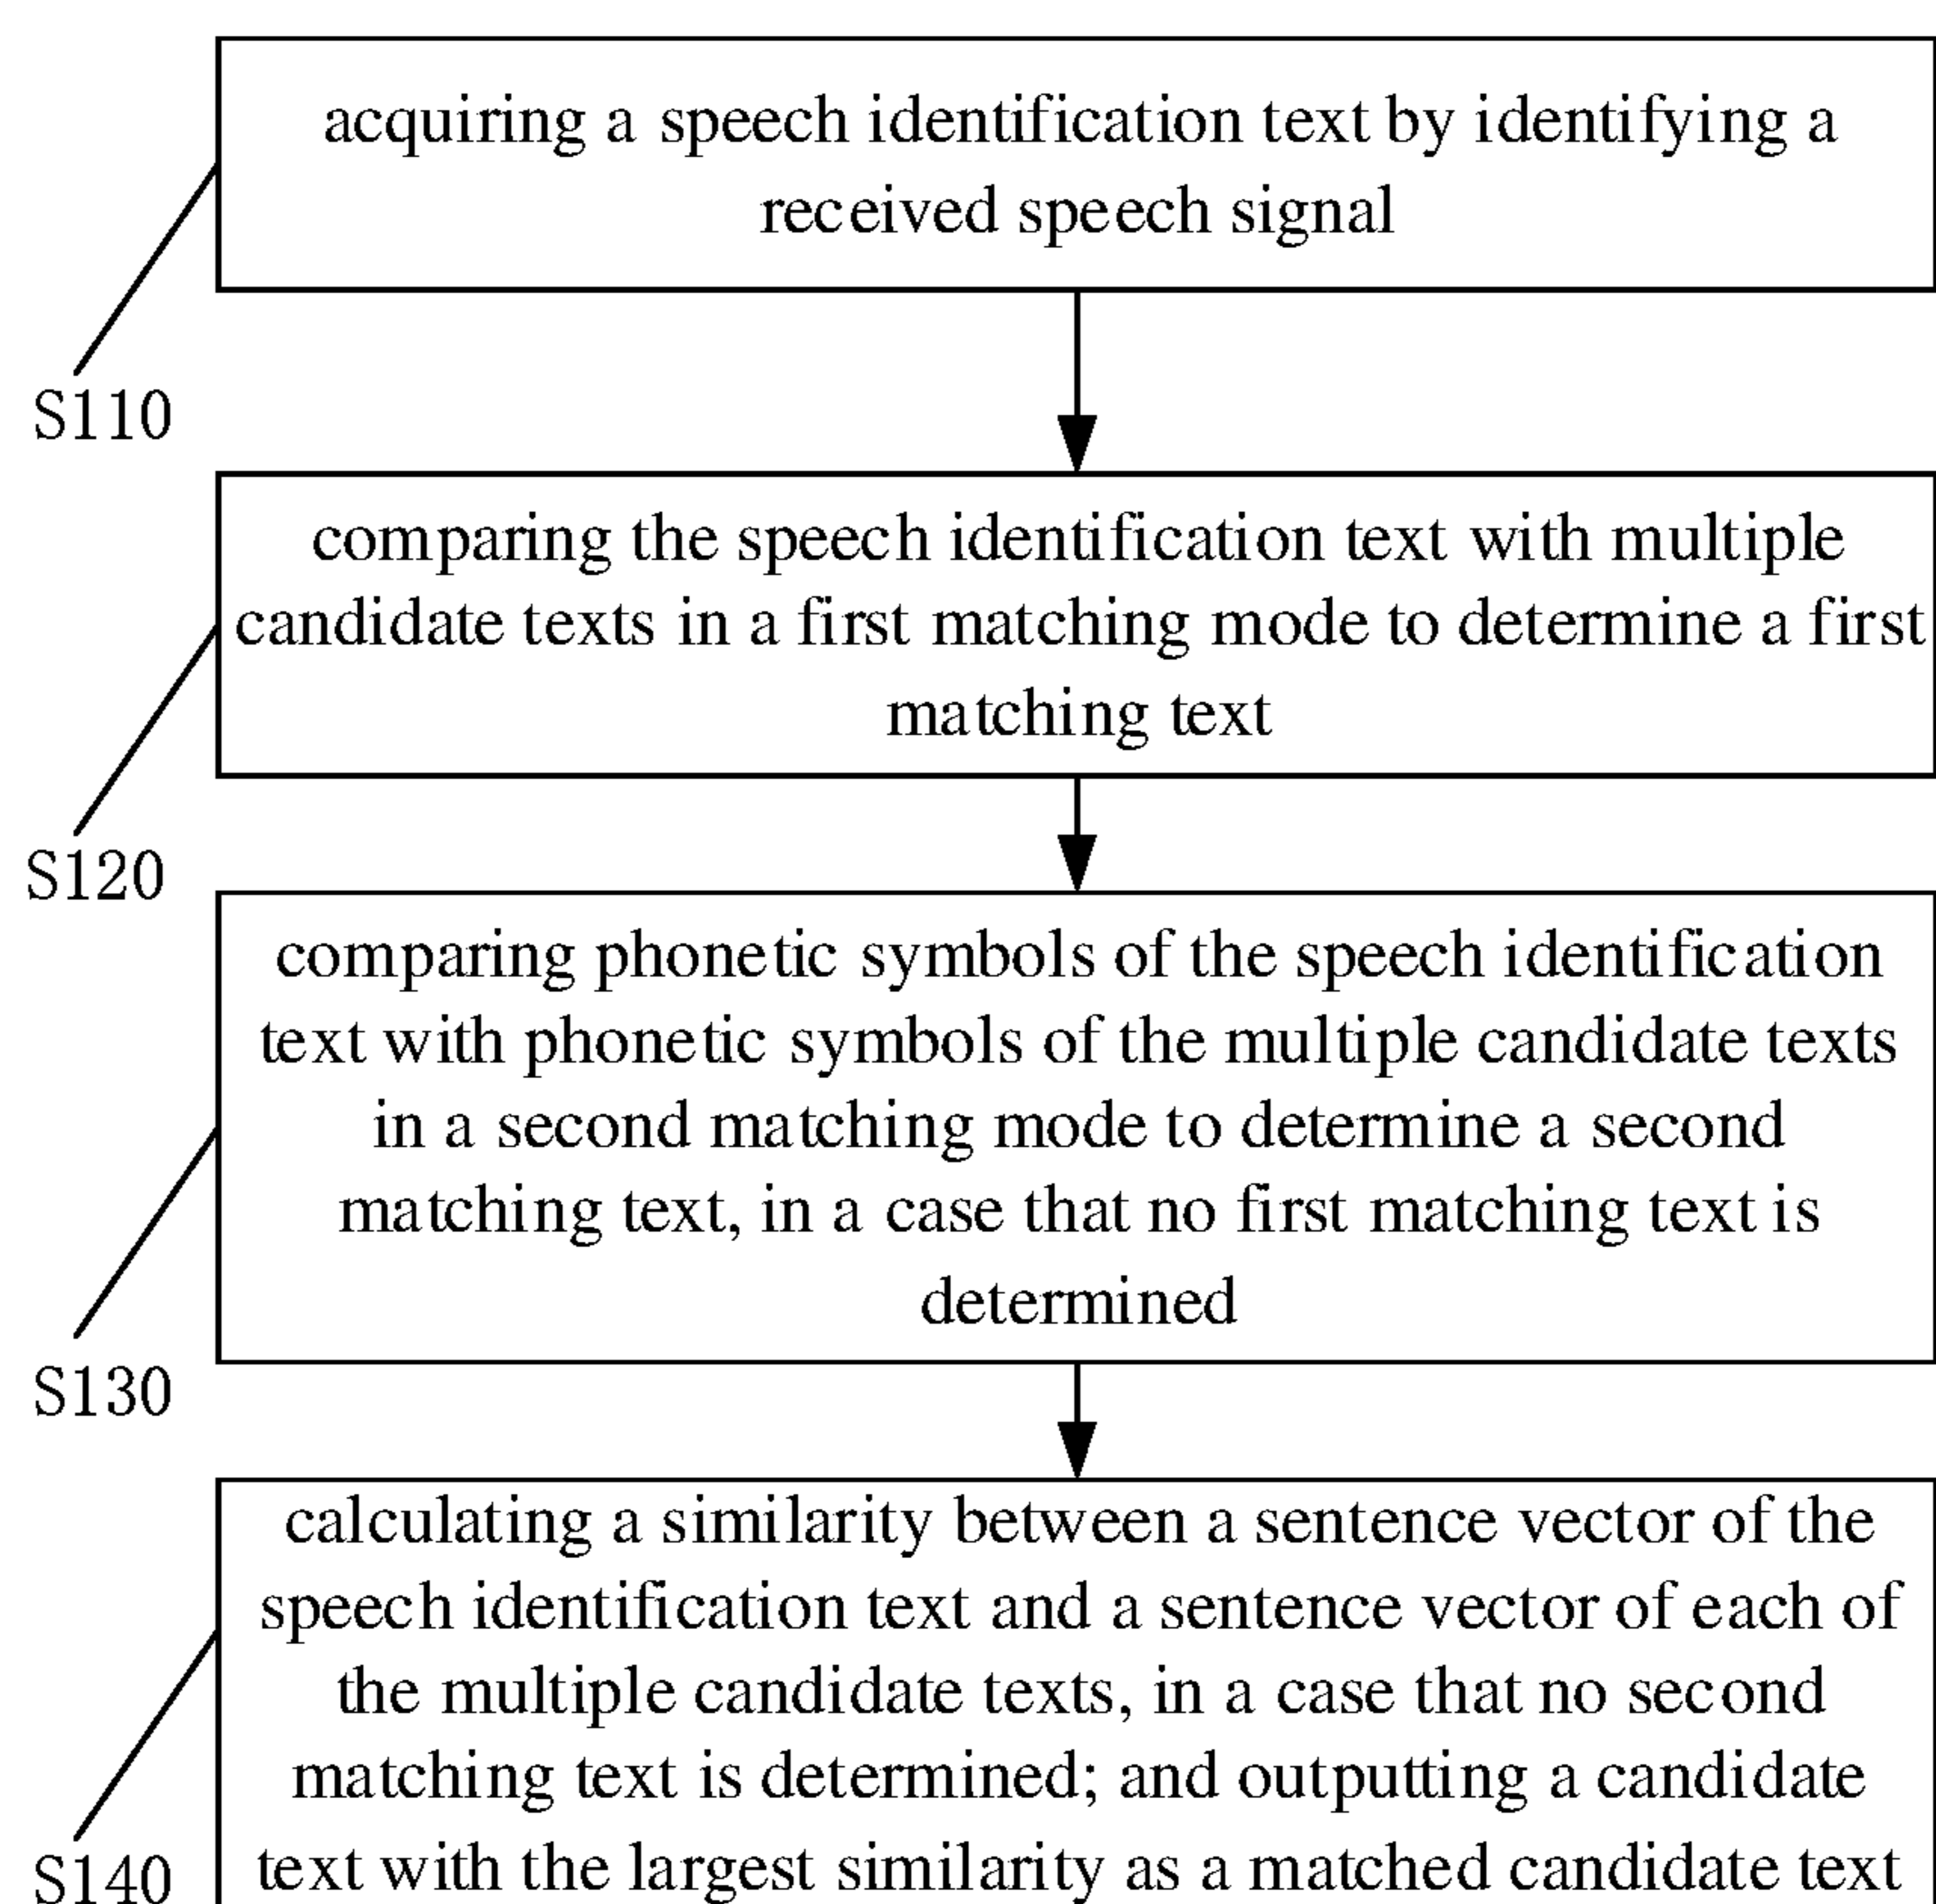 acquiring a speech identification text by identifying a
received speech signal
S110
comparing the speech identification text with multiple
candidate texts in a first matching mode to determine a first
matching text
S120
comparing phonetic symbols of the speech identification
text with phonetic symbols of the multiple candidate texts
in a second matching mode to determine a second
matching text, in a case that no first matching text is
determined
S130
calculating a similarity between a sentence vector of the
speech identification text and a sentence vector of each of
the multiple candidate texts, in a case that no second
matching text is determined; and outputting a candidate
text with the largest similarity as a matched candidate text
S140